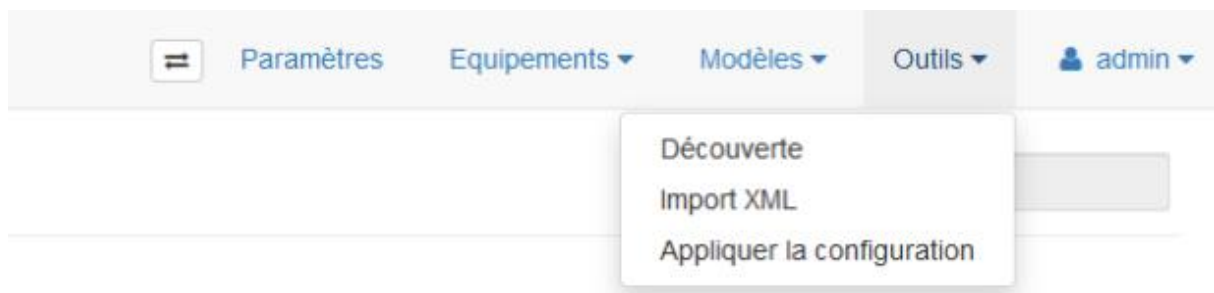 Paramètres Equipements Modèles Outils admin
Découverte
Import XML
Appliquer la configuration